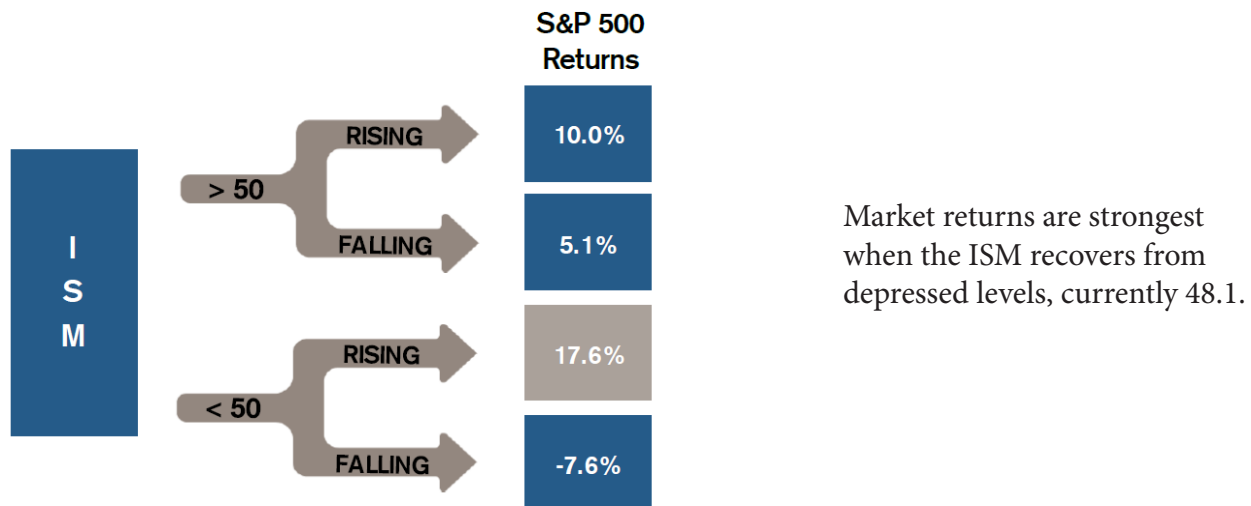 S&P 500
Returns
I
S
M
> 50
RISING
10.0%
FALLING
5.1%
< 50
RISING
17.6%
FALLING
-7.6%
Market returns are strongest
when the ISM recovers from
depressed levels, currently 48.1.